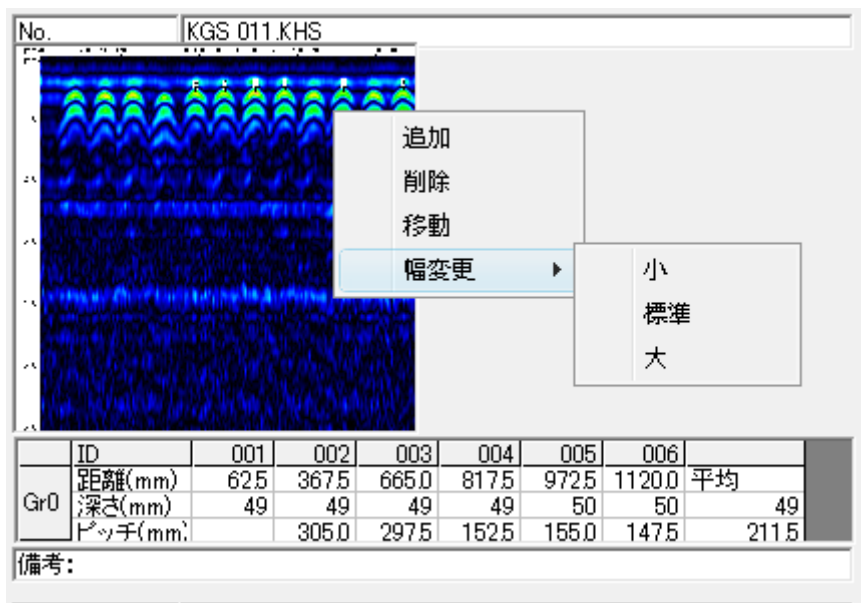 No. KGS 011.KHS
追加
削除
移動
幅変更
小
標準
大
ID 001 002 003 004 005 006
Gr0 距離(mm) 62.5 367.5 665.0 817.5 972.5 1120.0 平均
深さ(mm) 49 49 49 49 50 50 49
ピッチ(mm) 305.0 297.5 152.5 155.0 147.5 211.5
備考: